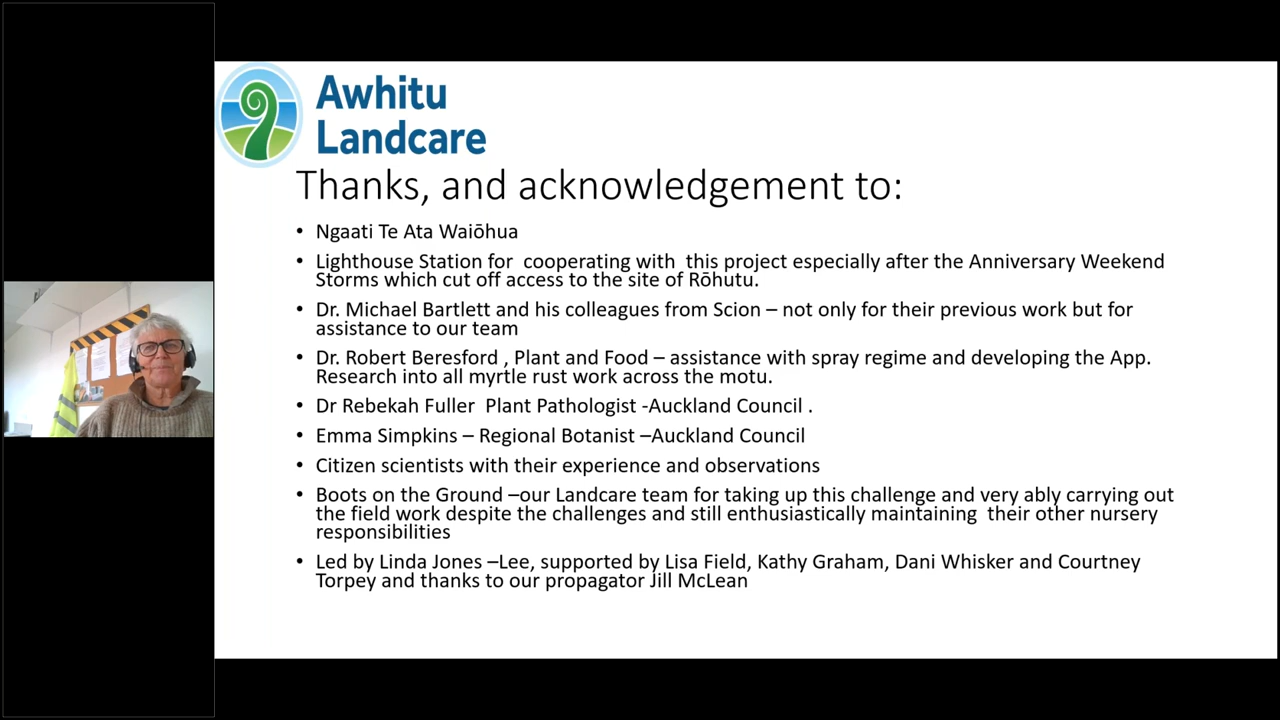 Awhitu
Landcare
Thanks, and acknowledgement to:
• Ngaati Te Ata Waiōhua
• Lighthouse Station for  cooperating with  this project especially after the Anniversary Weekend
Storms which cut off access to the site of Rōhutu.
• Dr. Michael Bartlett and his colleagues from Scion – not only for their previous work but for
assistance to our team
• Dr. Robert Beresford , Plant and Food – assistance with spray regime and developing the App.
Research into all myrtle rust work across the motu.
• Dr Rebekah Fuller  Plant Pathologist -Auckland Council .
• Emma Simpkins – Regional Botanist –Auckland Council
• Citizen scientists with their experience and observations
• Boots on the Ground –our Landcare team for taking up this challenge and very ably carrying out
the field work despite the challenges and still enthusiastically maintaining  their other nursery
responsibilities
• Led by Linda Jones –Lee, supported by Lisa Field, Kathy Graham, Dani Whisker and Courtney
Torpey and thanks to our propagator Jill McLean